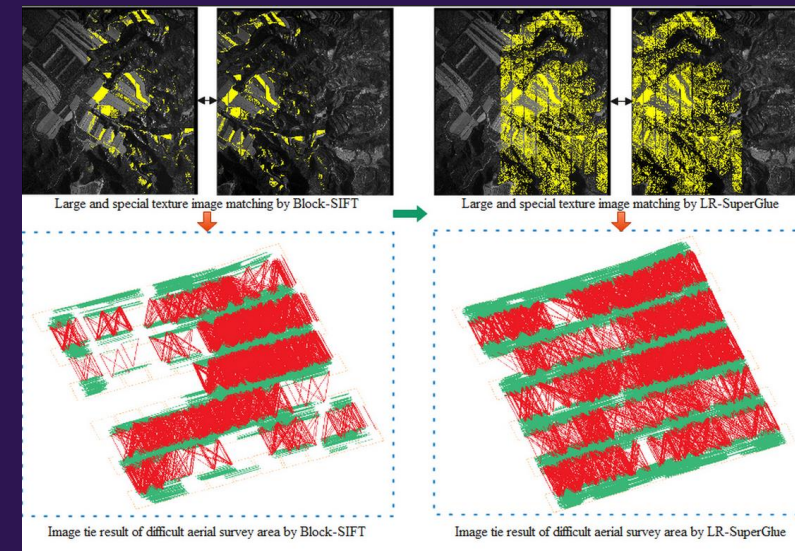 Large and special texture image matching by Block-SIFT
Large and special texture image matching by LR-SuperGlue
Image tie result of difficult aerial survey area by Block-SIFT
Image tie result of difficult aerial survey area by LR-SuperGlue